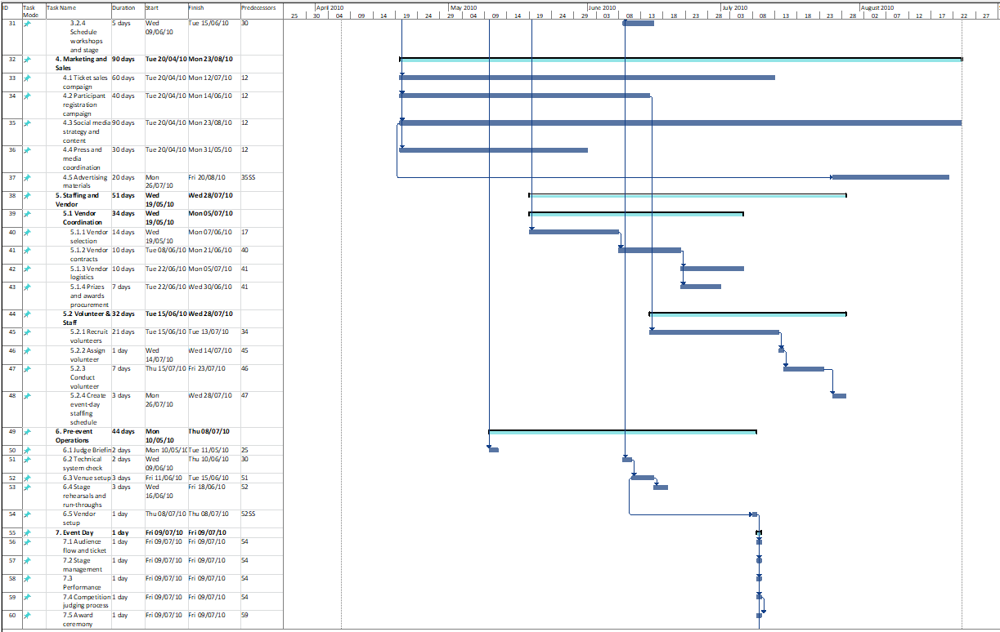 ID Task Mode Task Name Duration Start Finish Predecessors April 2010 May 2010 June 2010 July 2010 August 2010
25 30 04 09 14 19 24 29 04 09 14 19 24 29 03 08 13 18 23 28 03 08 13 18 23 28 02 07 12 17 22 27
31 3.2.4 Schedule workshops and stage 5 days Wed 09/06/10 Tue 15/06/10 30
32 4. Marketing and Sales 90 days Tue 20/04/10 Mon 23/08/10
33 4.1 Ticket sales compaign 60 days Tue 20/04/10 Mon 12/07/10 12
34 4.2 Participant registration campaign 40 days Tue 20/04/10 Mon 14/06/10 12
35 4.3 Social media strategy and content 90 days Tue 20/04/10 Mon 23/08/10 12
36 4.4 Press and media coordination 30 days Tue 20/04/10 Mon 31/05/10 12
37 4.5 Advertising materials 20 days Mon 26/07/10 Fri 20/08/10 35SS
38 5. Staffing and Vendor 51 days Wed 19/05/10 Wed 28/07/10
39 5.1 Vendor Coordination 34 days Wed 19/05/10 Mon 05/07/10
40 5.1.1 Vendor selection 14 days Wed 19/05/10 Mon 07/06/10 17
41 5.1.2 Vendor contracts 10 days Tue 08/06/10 Mon 21/06/10 40
42 5.1.3 Vendor logistics 10 days Tue 22/06/10 Mon 05/07/10 41
43 5.1.4 Prizes and awards procurement 7 days Tue 22/06/10 Wed 30/06/10 41
44 5.2 Volunteer & Staff 32 days Tue 15/06/10 Wed 28/07/10
45 5.2.1 Recruit volunteers 21 days Tue 15/06/10 Tue 13/07/10 34
46 5.2.2 Assign volunteer 1 day Wed 14/07/10 Wed 14/07/10 45
47 5.2.3 Conduct volunteer 7 days Thu 15/07/10 Fri 23/07/10 46
48 5.2.4 Create event-day staffing schedule 3 days Mon 26/07/10 Wed 28/07/10 47
49 6. Pre-event Operations 44 days Mon 10/05/10 Thu 08/07/10
50 6.1 Judge Briefin 2 days Mon 10/05/10 Tue 11/05/10 25
51 6.2 Technical system check 2 days Wed 09/06/10 Thu 10/06/10 30
52 6.3 Venue setup 3 days Fri 11/06/10 Tue 15/06/10 51
53 6.4 Stage rehearsals and run-throughs 3 days Wed 16/06/10 Fri 18/06/10 52
54 6.5 Vendor setup 1 day Thu 08/07/10 Thu 08/07/10 52SS
55 7. Event Day 1 day Fri 09/07/10 Fri 09/07/10
56 7.1 Audience flow and ticket 1 day Fri 09/07/10 Fri 09/07/10 54
57 7.2 Stage management 1 day Fri 09/07/10 Fri 09/07/10 54
58 7.3 Performance 1 day Fri 09/07/10 Fri 09/07/10 54
59 7.4 Competition judging process 1 day Fri 09/07/10 Fri 09/07/10 54
60 7.5 Award ceremony 1 day Fri 09/07/10 Fri 09/07/10 59